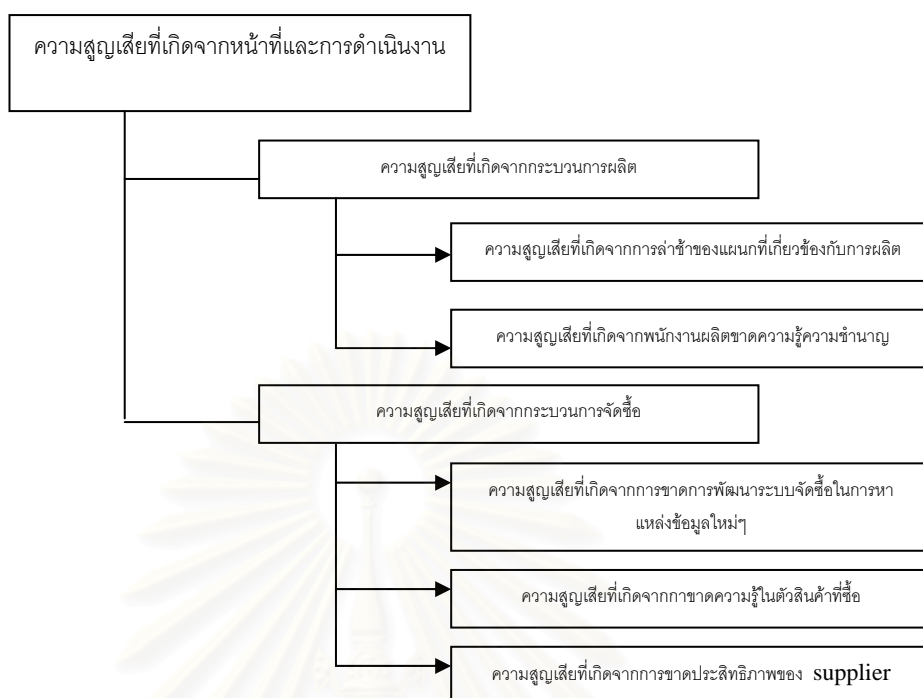 ความสูญเสียที่เกิดจากหน้าที่และการดำเนินงาน
ความสูญเสียที่เกิดจากกระบวนการผลิต
ความสูญเสียที่เกิดจากการล่าช้าของแผนกที่เกี่ยวข้องกับการผลิต
ความสูญเสียที่เกิดจากพนักงานผลิตขาดความรู้ความชำนาญ
ความสูญเสียที่เกิดจากกระบวนการจัดซื้อ
ความสูญเสียที่เกิดจากการขาดการพัฒนาระบบจัดซื้อในการหา
แหล่งข้อมูลใหม่ๆ
ความสูญเสียที่เกิดจากกาขาดความรู้ในตัวสินค้าที่ซื้อ
ความสูญเสียที่เกิดจากการขาดประสิทธิภาพของ supplier